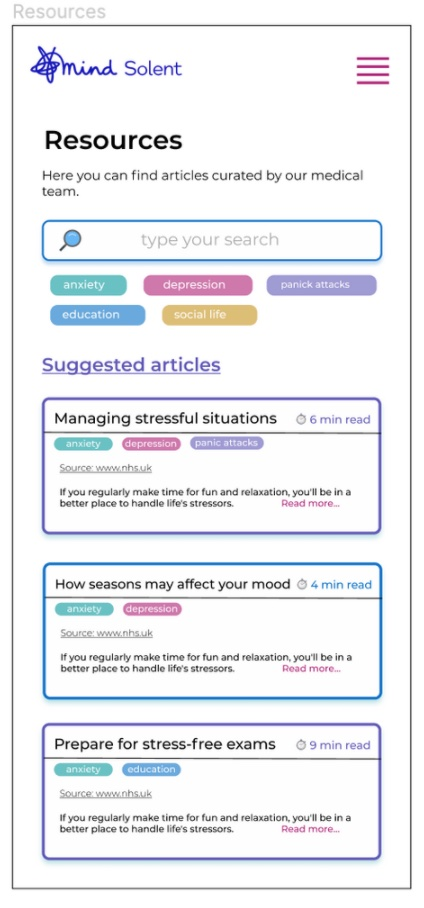 Resources
mind Solent
Resources
Here you can find articles curated by our medical
team.
type your search
anxiety depression panick attacks
education social life
Suggested articles
Managing stressful situations 6 min read
anxiety depression panic attacks
Source: www.nhs.uk
If you regularly make time for fun and relaxation, you'll be in a
better place to handle life's stressors. Read more...
How seasons may affect your mood 4 min read
anxiety depression
Source: www.nhs.uk
If you regularly make time for fun and relaxation, you'll be in a
better place to handle life's stressors. Read more...
Prepare for stress-free exams 9 min read
anxiety education
Source: www.nhs.uk
If you regularly make time for fun and relaxation, you'll be in a
better place to handle life's stressors. Read more...